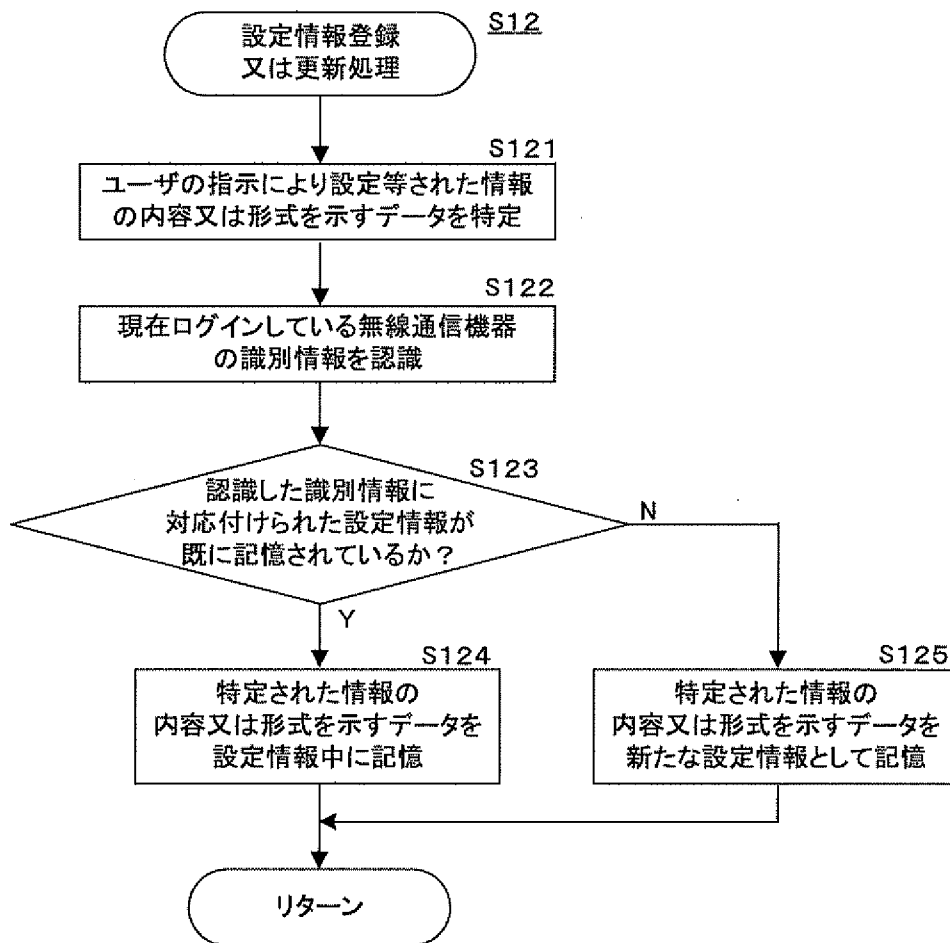 S12
設定情報登録
又は更新処理
S121
ユーザの指示により設定等された情報
の内容又は形式を示すデータを特定
S122
現在ログインしている無線通信機器
の識別情報を認識
S123
認識した識別情報に
対応付けられた設定情報が
既に記憶されているか?
N
Y
S124
特定された情報の
内容又は形式を示すデータを
設定情報中に記憶
S125
特定された情報の
内容又は形式を示すデータを
新たな設定情報として記憶
リターン